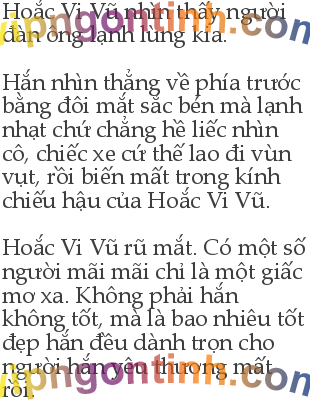 Hoắc Vi Vũ nhìn thấy người
đàn ông lạnh lùng kia.
Hắn nhìn thẳng về phía trước
bằng đôi mắt sắc bén mà lạnh
nhạt chứ chẳng hề liếc nhìn
cô, chiếc xe cứ thế lao đi vùn
vụt, rồi biến mất trong kính
chiếu hậu của Hoắc Vi Vũ.
Hoắc Vi Vũ rũ mắt. Có một số
người mãi mãi chỉ là một giấc
mơ xa. Không phải hắn
không tốt, mà là bao nhiêu tốt
đẹp hắn đều dành trọn cho
người hắn yêu thương mất
rồi.
vipngontinh.com
vipngontinh.com